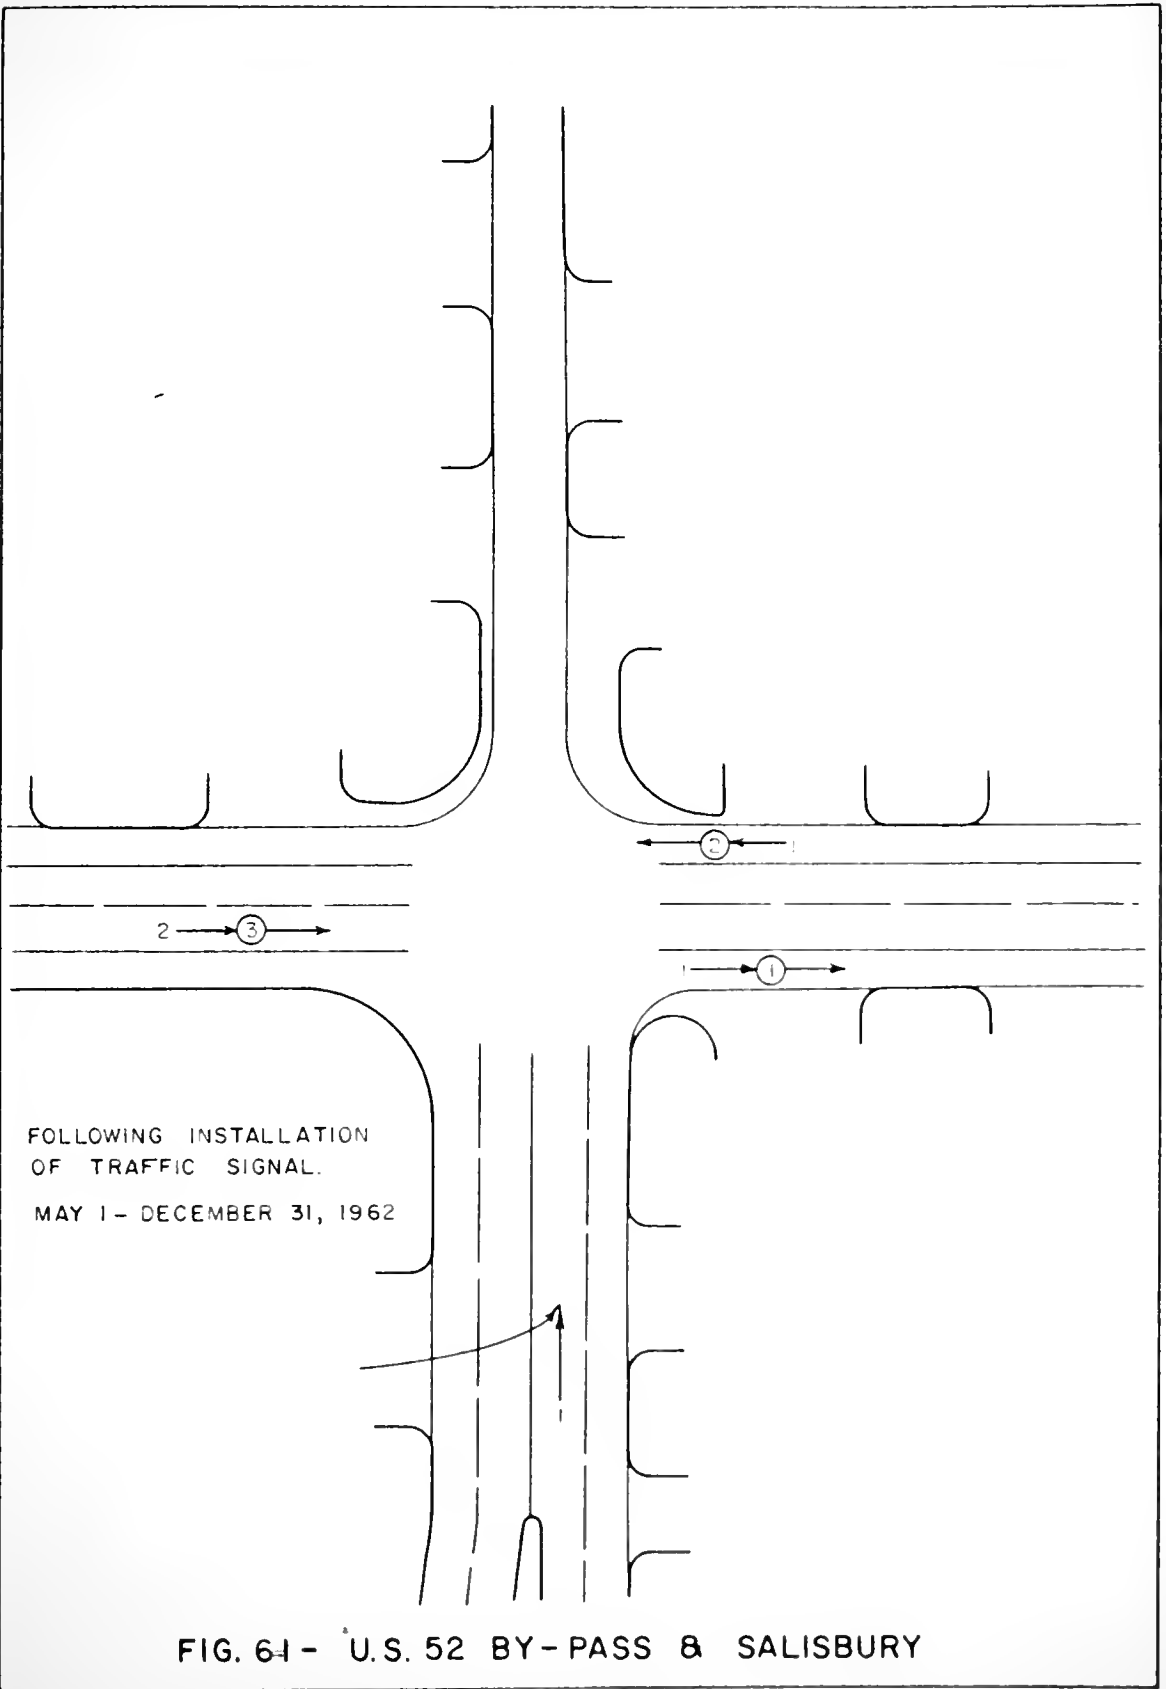 2 1
2 3
1 1
FOLLOWING INSTALLATION
OF TRAFFIC SIGNAL.
MAY 1 - DECEMBER 31, 1962
1
FIG. 61 - U.S. 52 BY-PASS & SALISBURY